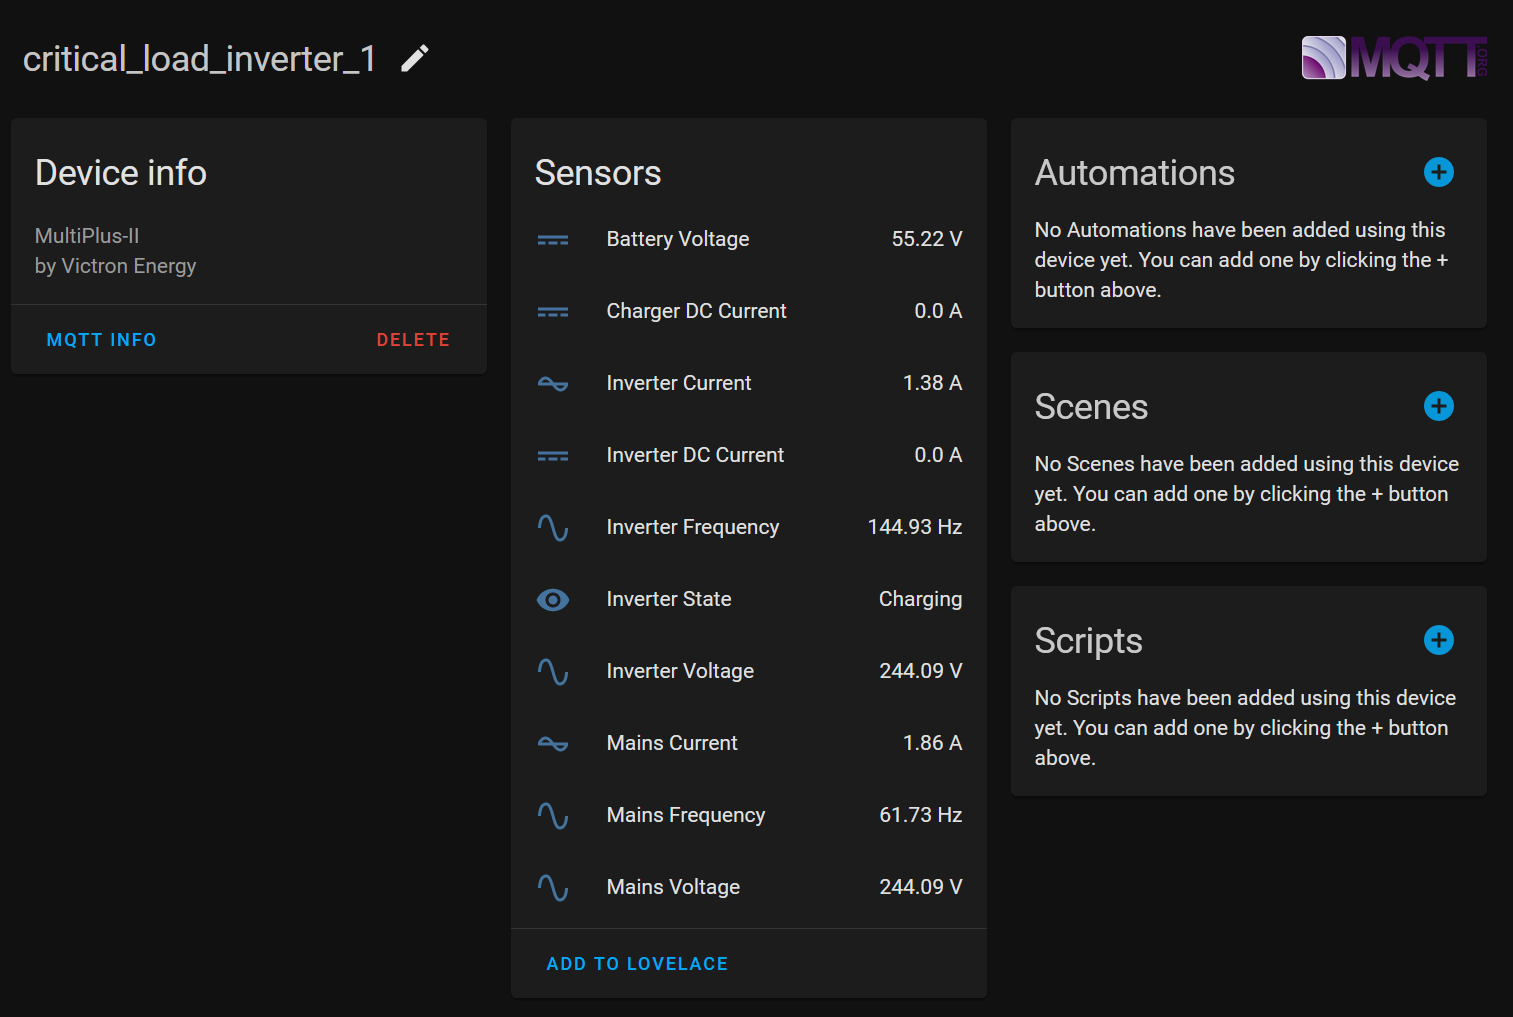 critical_load_inverter_1
MQTT.ORG
Device info
MultiPlus-II
by Victron Energy
MQTT INFO
DELETE
Sensors
Battery Voltage 55.22 V
Charger DC Current 0.0 A
Inverter Current 1.38 A
Inverter DC Current 0.0 A
Inverter Frequency 144.93 Hz
Inverter State Charging
Inverter Voltage 244.09 V
Mains Current 1.86 A
Mains Frequency 61.73 Hz
Mains Voltage 244.09 V
ADD TO LOVELACE
Automations
No Automations have been added using this
device yet. You can add one by clicking the +
button above.
Scenes
No Scenes have been added using this device
yet. You can add one by clicking the + button
above.
Scripts
No Scripts have been added using this device
yet. You can add one by clicking the + button
above.